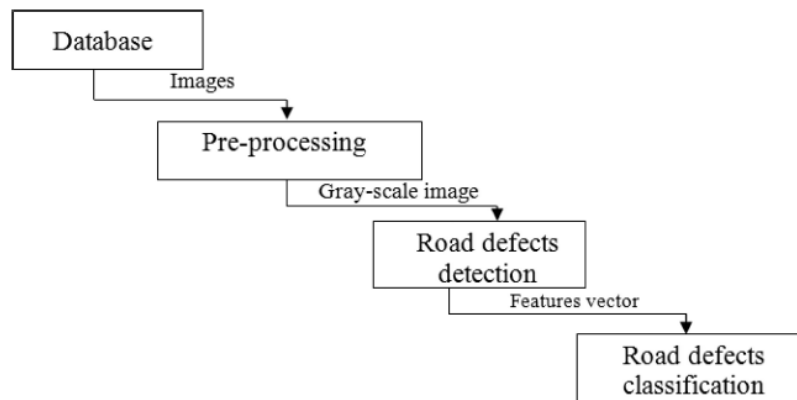 Database
Images
Pre-processing
Gray-scale image
Road defects
detection
Features vector
Road defects
classification